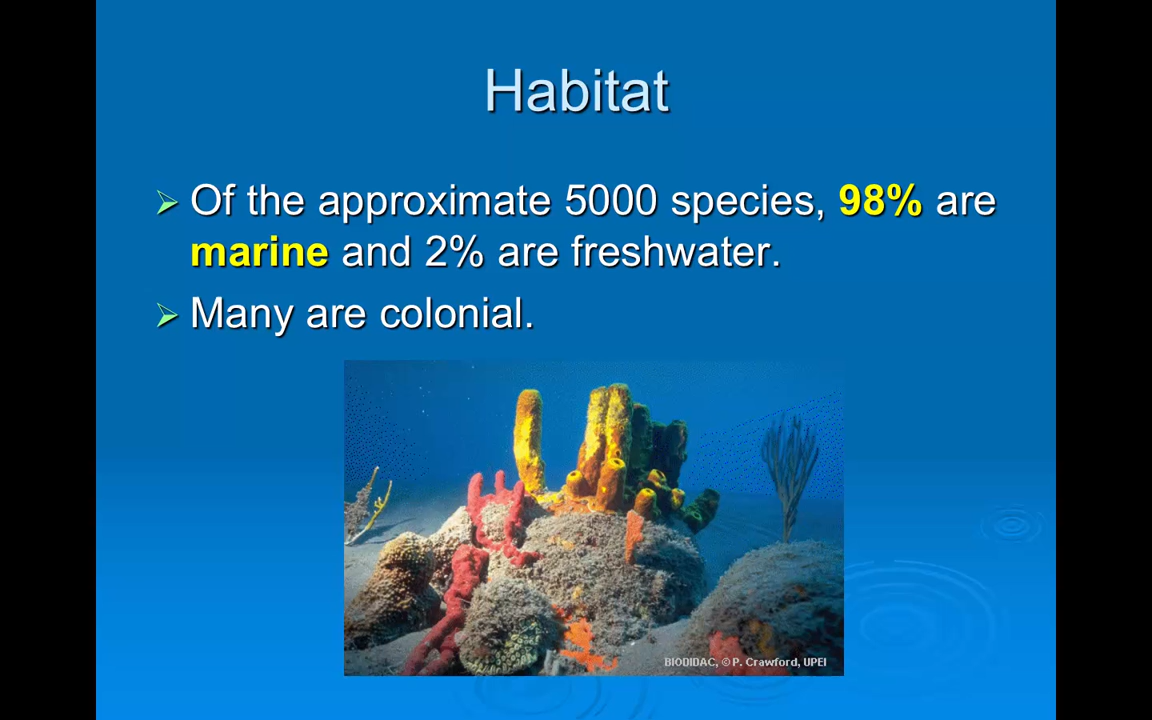 Habitat
Of the approximate 5000 species, 98% are
marine and 2% are freshwater.
Many are colonial.
BIODIDAC, © P. Crawford, UPEI